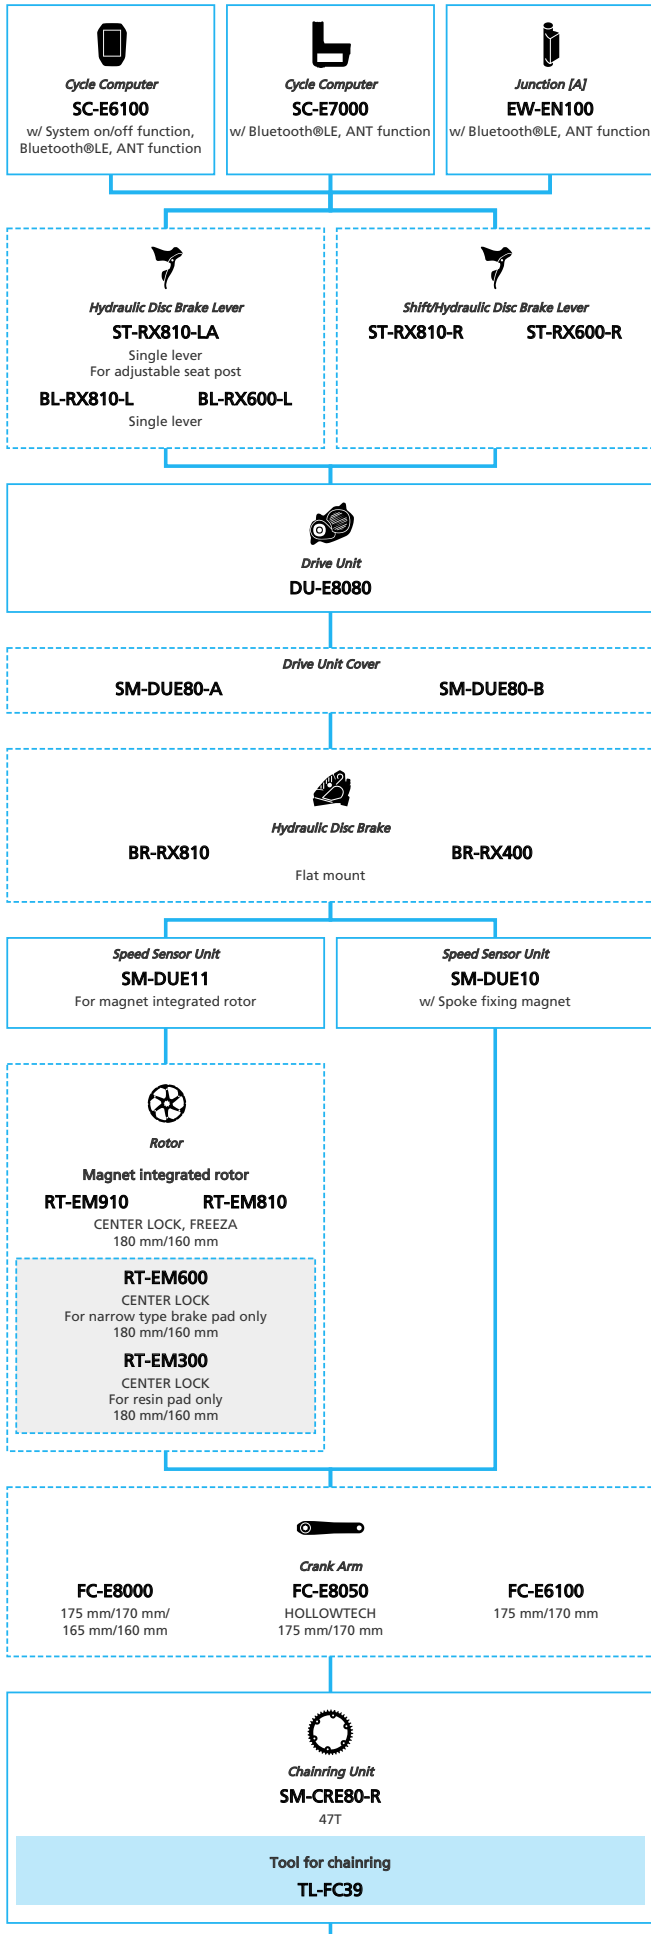 Cycle Computer
SC-E6100
w/ System on/off function,
Bluetooth®LE, ANT function
Cycle Computer
SC-E7000
w/ Bluetooth®LE, ANT function
Junction [A]
EW-EN100
w/ Bluetooth®LE, ANT function
Hydraulic Disc Brake Lever
ST-RX810-LA
Single lever
For adjustable seat post
BL-RX810-L BL-RX600-L
Single lever
Shift/Hydraulic Disc Brake Lever
ST-RX810-R ST-RX600-R
Drive Unit
DU-E8080
Drive Unit Cover
SM-DUE80-A SM-DUE80-B
Hydraulic Disc Brake
BR-RX810 BR-RX400
Flat mount
Speed Sensor Unit
SM-DUE11
For magnet integrated rotor
Speed Sensor Unit
SM-DUE10
w/ Spoke fixing magnet
Rotor
Magnet integrated rotor
RT-EM910 RT-EM810
CENTER LOCK, FREEZA
180 mm/160 mm
RT-EM600
CENTER LOCK
For narrow type brake pad only
180 mm/160 mm
RT-EM300
CENTER LOCK
For resin pad only
180 mm/160 mm
Crank Arm
FC-E8000
175 mm/170 mm/
165 mm/160 mm
FC-E8050
HOLLOWTECH
175 mm/170 mm
FC-E6100
175 mm/170 mm
Chainring Unit
SM-CRE80-R
47T
Tool for chainring
TL-FC39